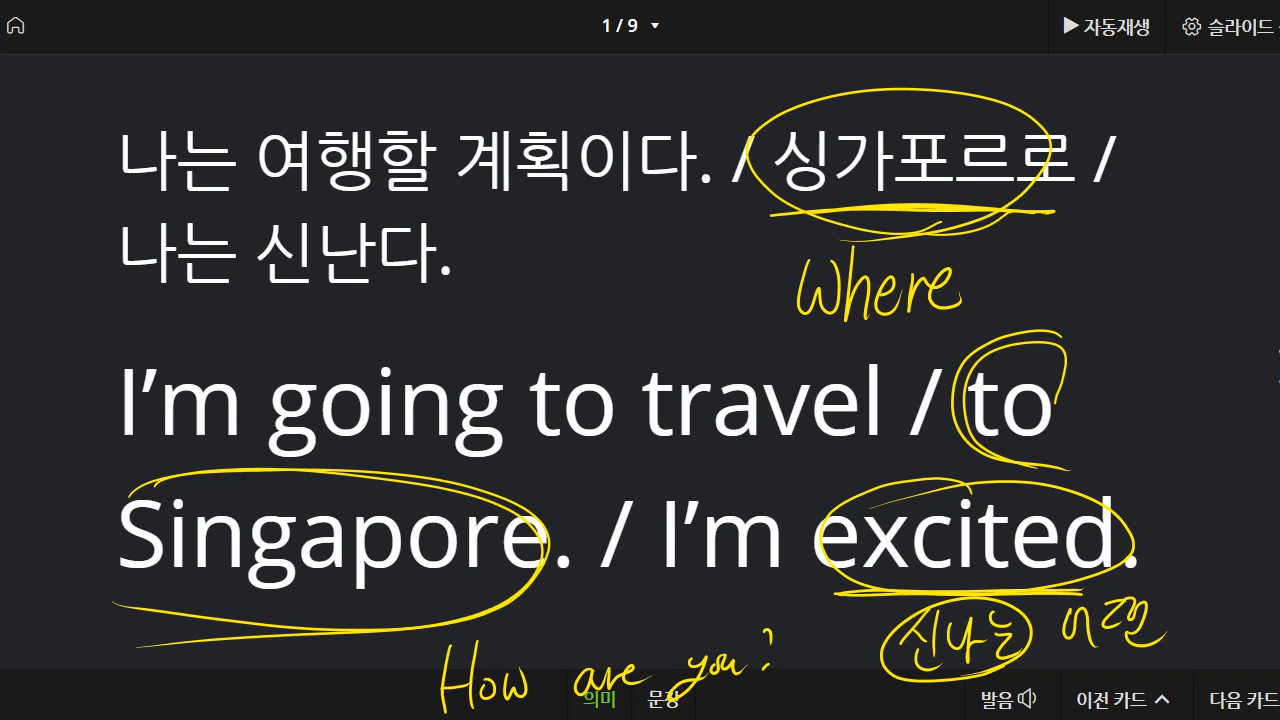 1 / 9
자동재생
슬라이드
나는 여행할 계획이다. / 싱가포르로 /
나는 신난다.
where
I'm going to travel / to
Singapore. / I'm excited.
신나는
How are you?
의미
문장
발음
이전 카드
다음 카드